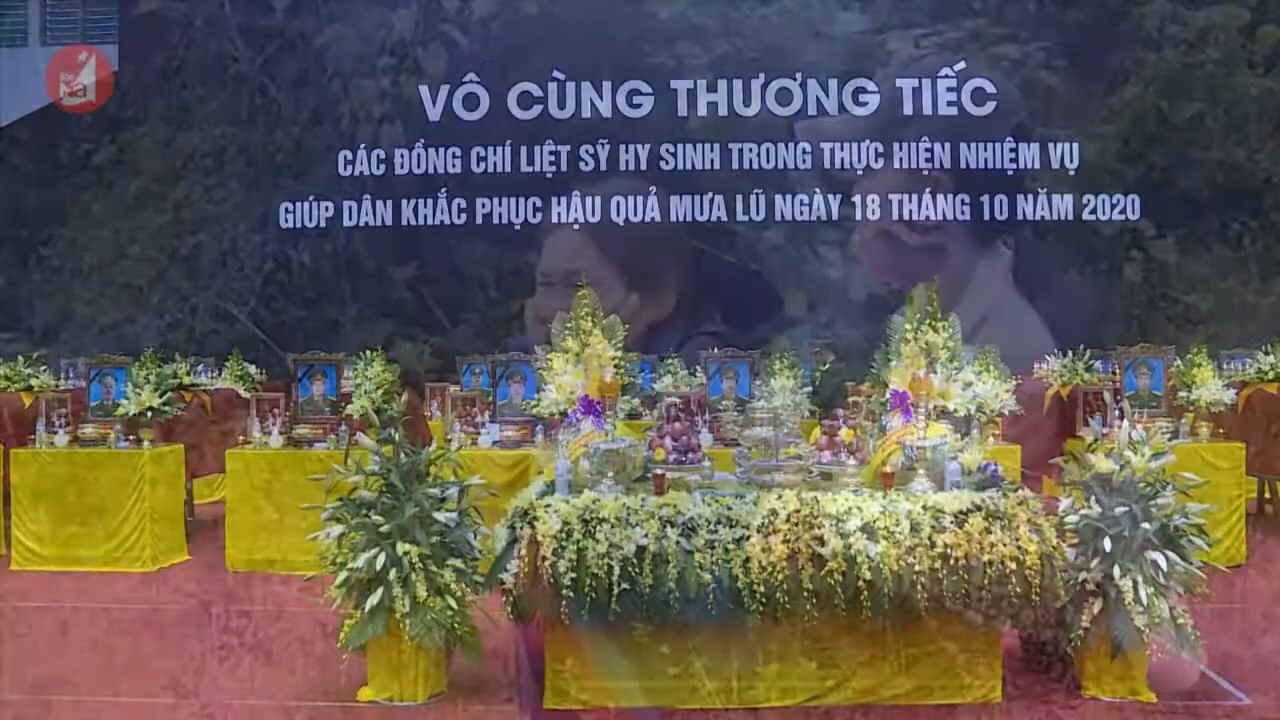 VÔ CÙNG THƯƠNG TIẾC
CÁC ĐỒNG CHÍ LIỆT SỸ HY SINH TRONG THỰC HIỆN NHIỆM VỤ
GIÚP DÂN KHẮC PHỤC HẬU QUẢ MƯA LŨ NGÀY 18 THÁNG 10 NĂM 2020